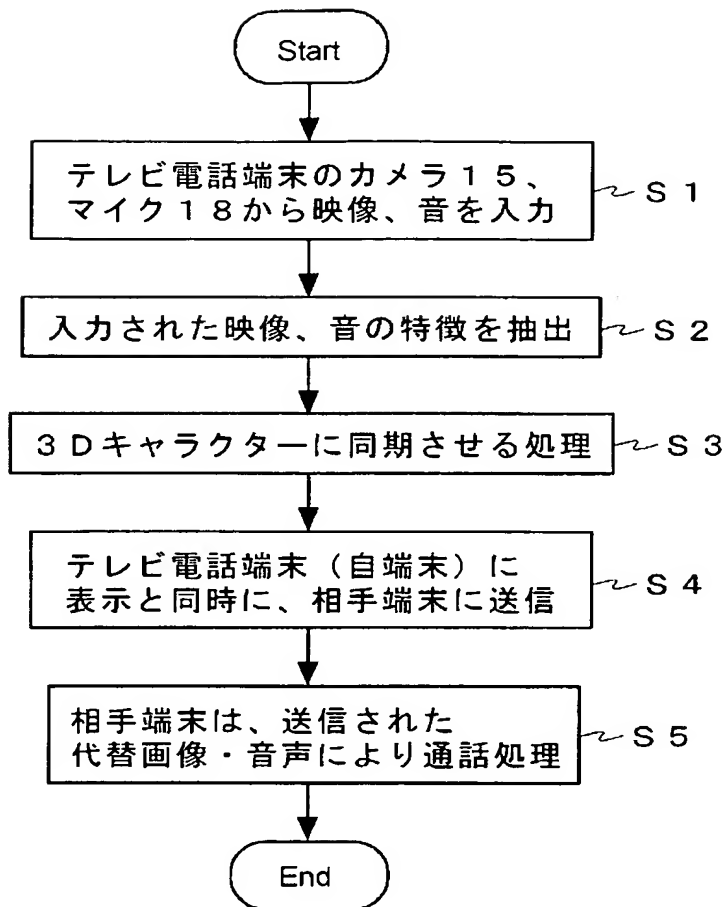 Start
テレビ電話端末のカメラ１５、
マイク１８から映像、音を入力
Ｓ１
入力された映像、音の特徴を抽出
Ｓ２
３Ｄキャラクターに同期させる処理
Ｓ３
テレビ電話端末（自端末）に
表示と同時に、相手端末に送信
Ｓ４
相手端末は、送信された
代替画像・音声により通話処理
Ｓ５
End